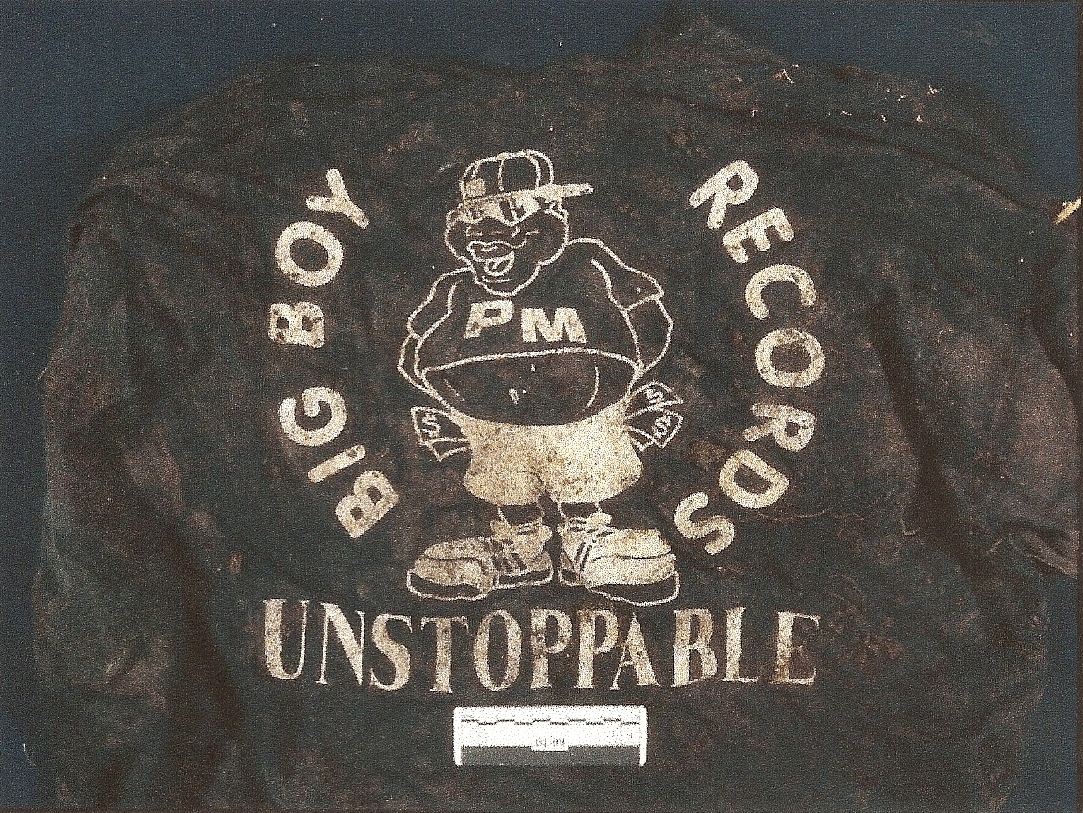 BIG BOY RECORDS
PM
$ $ $
UNSTOPPABLE